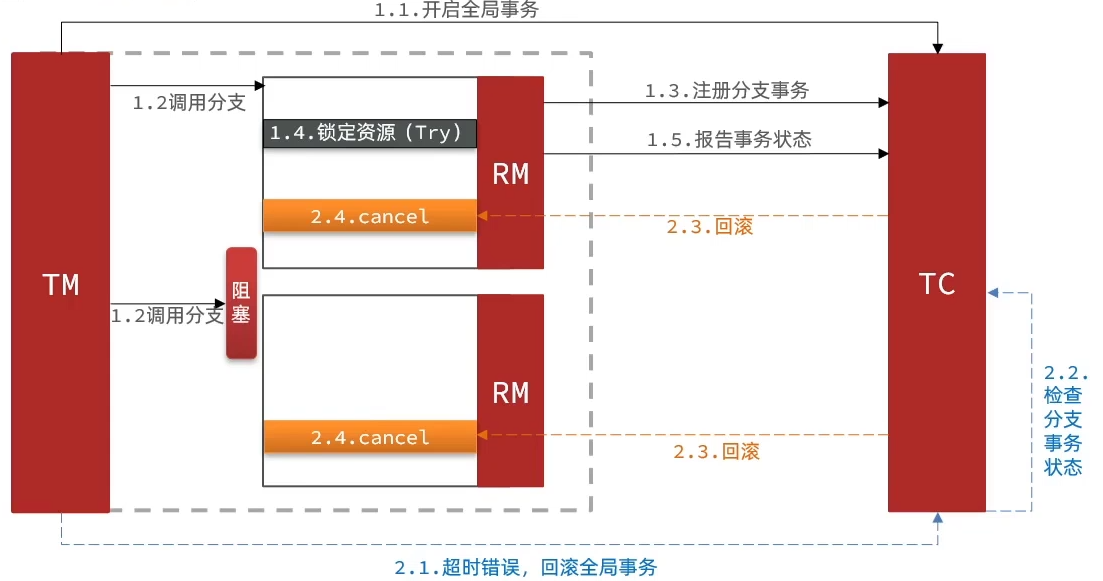 1.1.开启全局事务
1.2调用分支
1.3.注册分支事务
1.4.锁定资源（Try）
1.5.报告事务状态
RM
2.4.cancel
2.3.回滚
TM
阻
塞
TC
1.2调用分支
RM
2.2.
检查
分支
事务
状态
2.4.cancel
2.3.回滚
2.1.超时错误，回滚全局事务